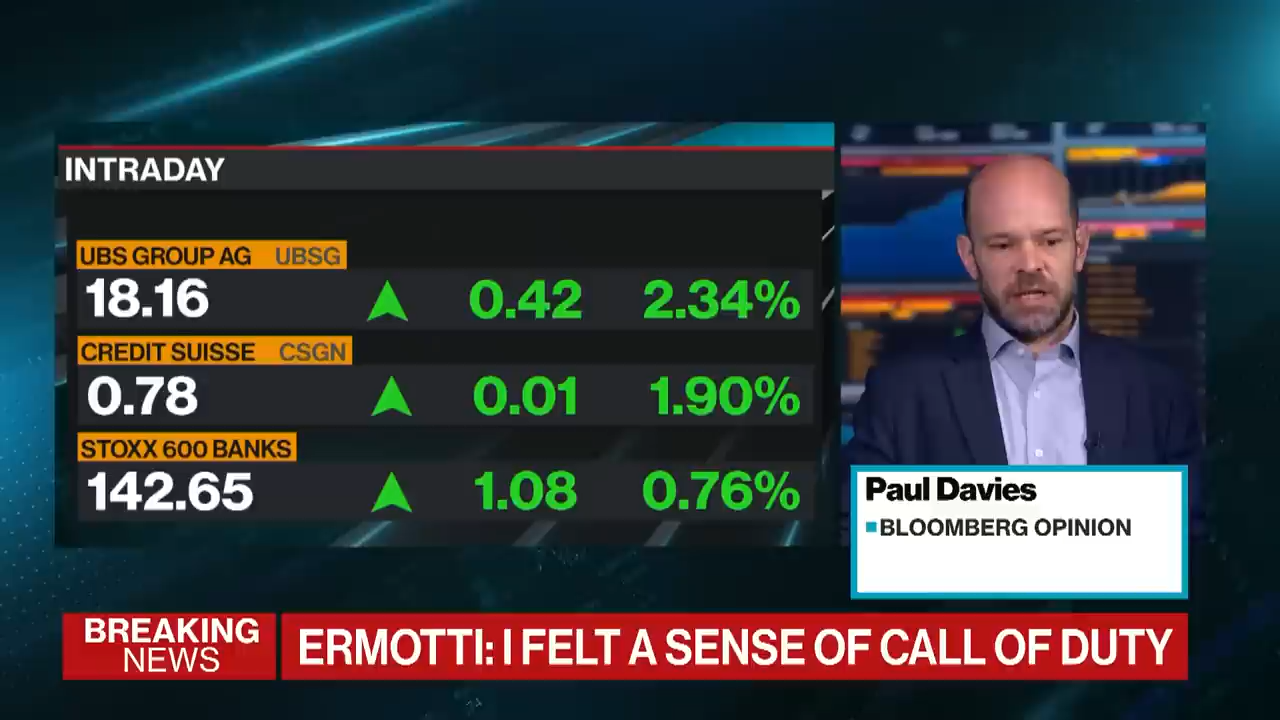 INTRADAY
UBS GROUP AG UBSG
18.16 0.42 2.34%
CREDIT SUISSE CSGN
0.78 0.01 1.90%
STOXX 600 BANKS
142.65 1.08 0.76%
Paul Davies
BLOOMBERG OPINION
BREAKING
NEWS
ERMOTTI: I FELT A SENSE OF CALL OF DUTY